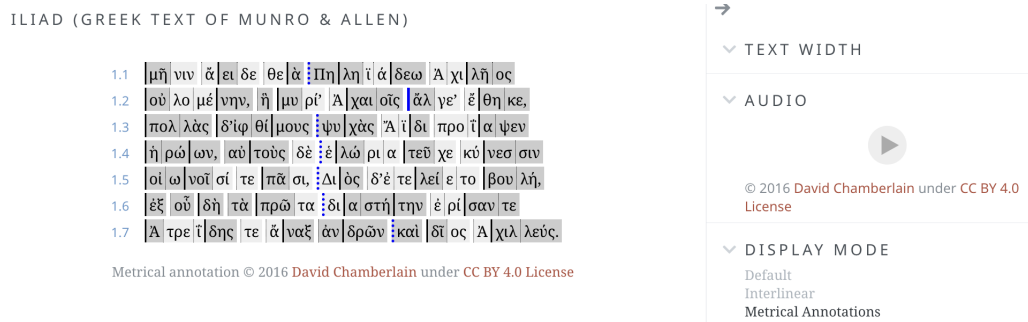 ILIAD (GREEK TEXT OF MUNRO & ALLEN)
1.1 μῆ νιν ἄ ει δε θε ὰ Πη λη ϊ ά δεω Ἀ χι λῆ ος
1.2 οὐ λο μέ νην, ἣ μυ ρί’ Ἀ χαι οῖς ἄλ γε’ ἔ θη κε,
1.3 πολ λὰς δ’ἰφ θί μους ψυ χὰς Ἄ ϊ δι προ ΐ α ψεν
1.4 ἡ ρώ ων, αὐ τοὺς δὲ ἑ λώ ρι α τεῦ χε κύ νεσ σιν
1.5 οἰ ω νοῖ σί τε πᾶ σι, Δι ὸς δ’ἐ τε λεί ε το βου λή,
1.6 ἐξ οὗ δὴ τὰ πρῶ τα δι α στή την ἐ ρί σαν τε
1.7 Ἀ τρε ΐ δης τε ἄ ναξ ἀν δρῶν καὶ δῖ ος Ἀ χιλ λεύς.
Metrical annotation © 2016 David Chamberlain under CC BY 4.0 License
TEXT WIDTH
AUDIO
© 2016 David Chamberlain under CC BY 4.0
License
DISPLAY MODE
Default
Interlinear
Metrical Annotations